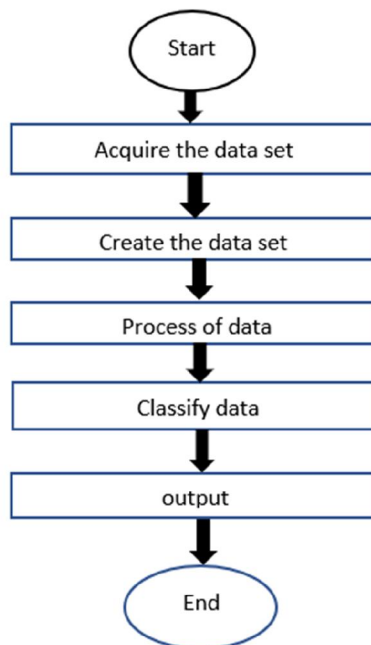 Start
Acquire the data set
Create the data set
Process of data
Classify data
output
End